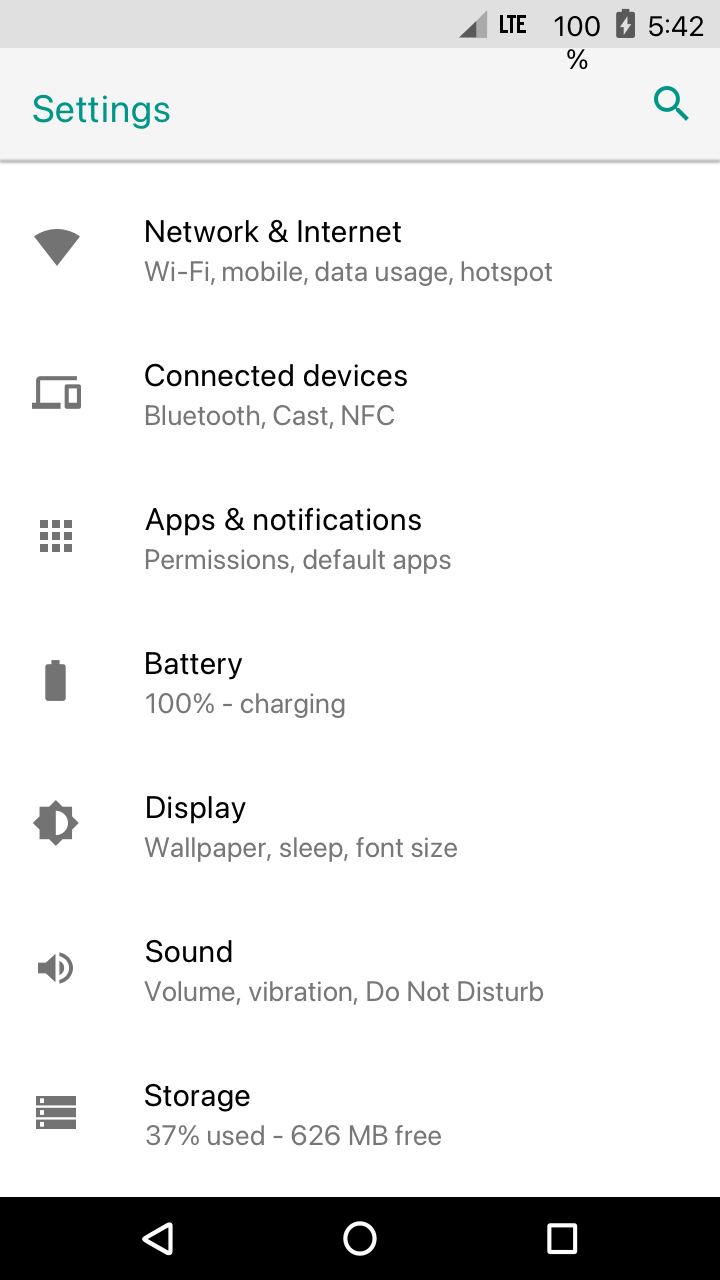 LTE 100 5:42
%
Settings
Network & Internet
Wi-Fi, mobile, data usage, hotspot
Connected devices
Bluetooth, Cast, NFC
Apps & notifications
Permissions, default apps
Battery
100% - charging
Display
Wallpaper, sleep, font size
Sound
Volume, vibration, Do Not Disturb
Storage
37% used - 626 MB free